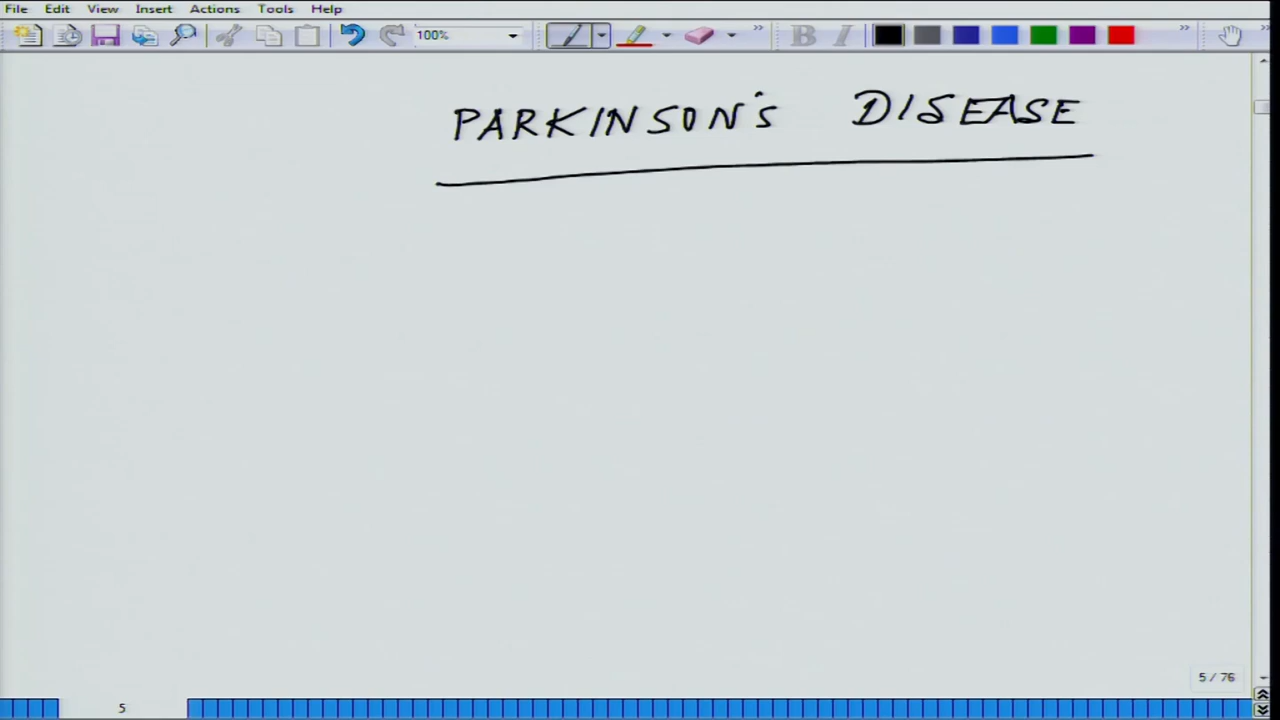 File Edit View Insert Actions Tools Help
100%
B I
PARKINSON'S DISEASE
5 / 76
5